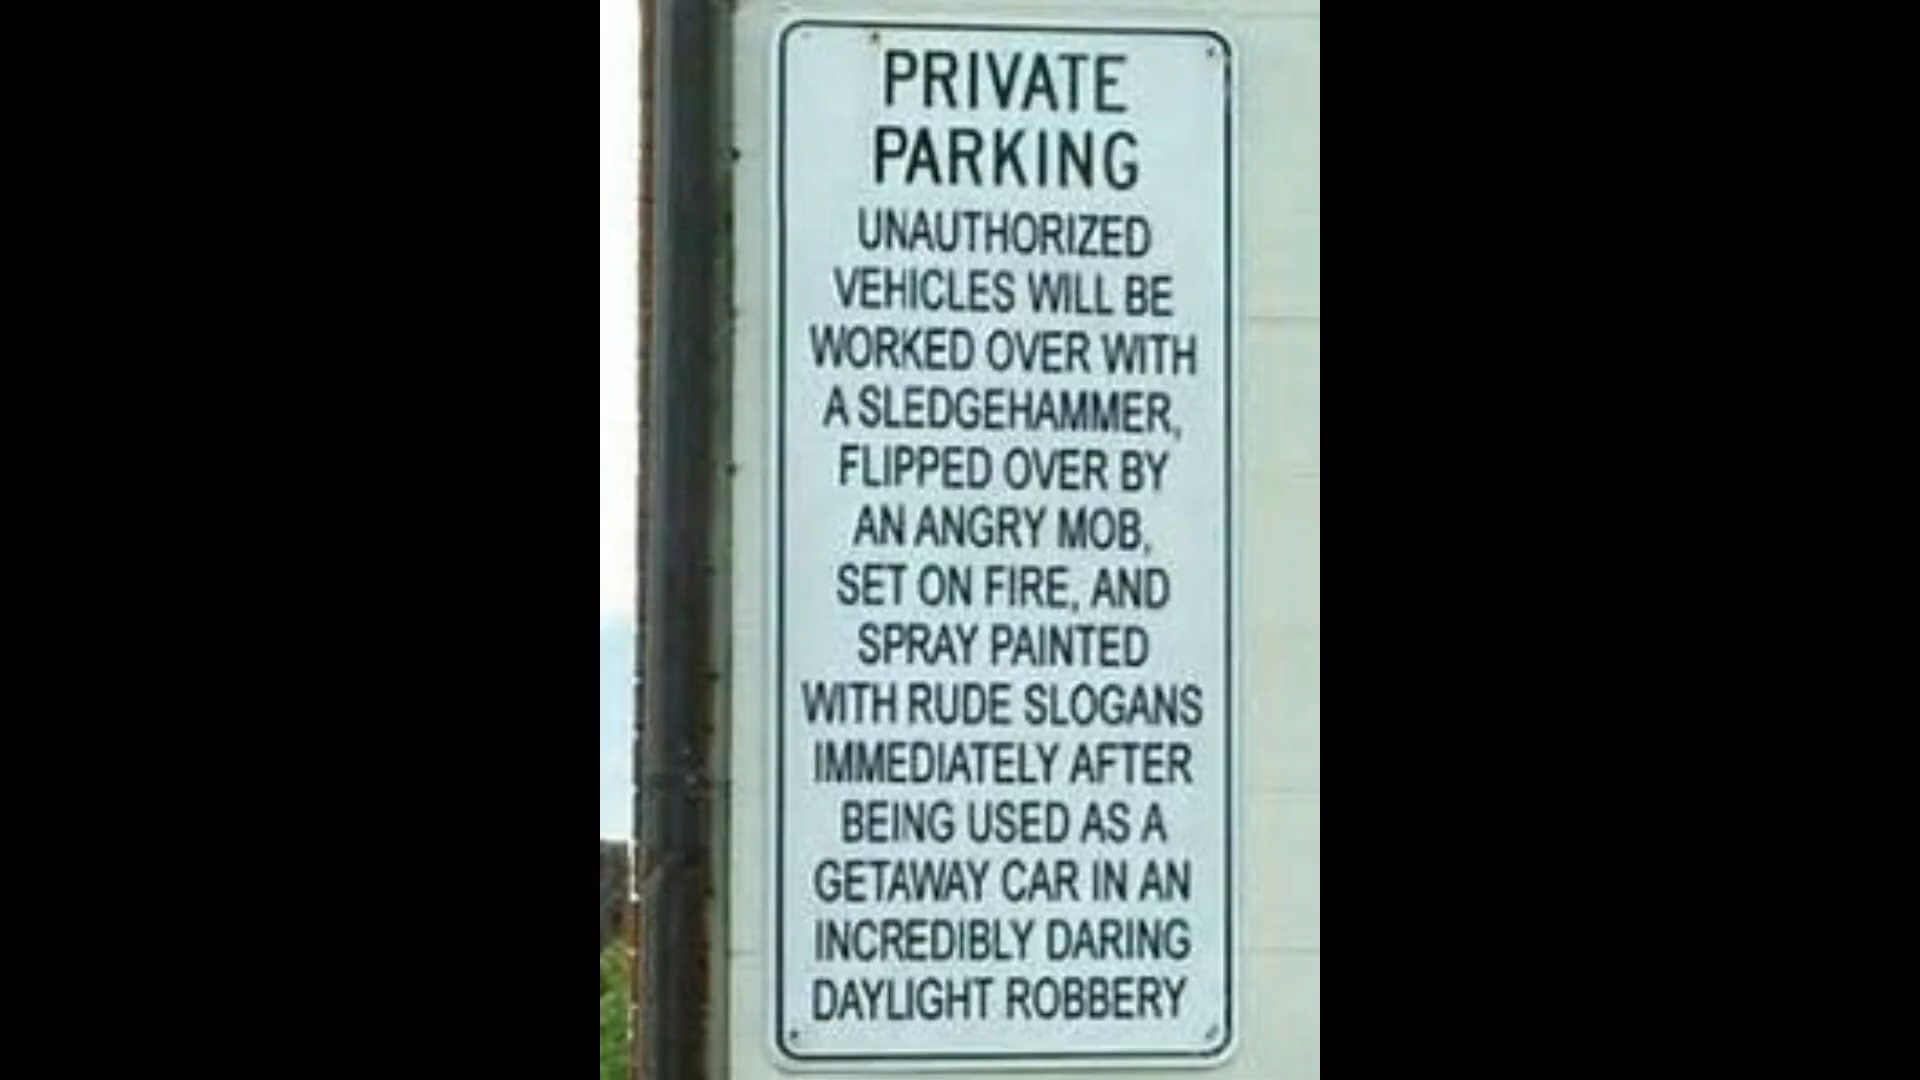 PRIVATE
PARKING
UNAUTHORIZED
VEHICLES WILL BE
WORKED OVER WITH
A SLEDGEHAMMER,
FLIPPED OVER BY
AN ANGRY MOB,
SET ON FIRE, AND
SPRAY PAINTED
WITH RUDE SLOGANS
IMMEDIATELY AFTER
BEING USED AS A
GETAWAY CAR IN AN
INCREDIBLY DARING
DAYLIGHT ROBBERY